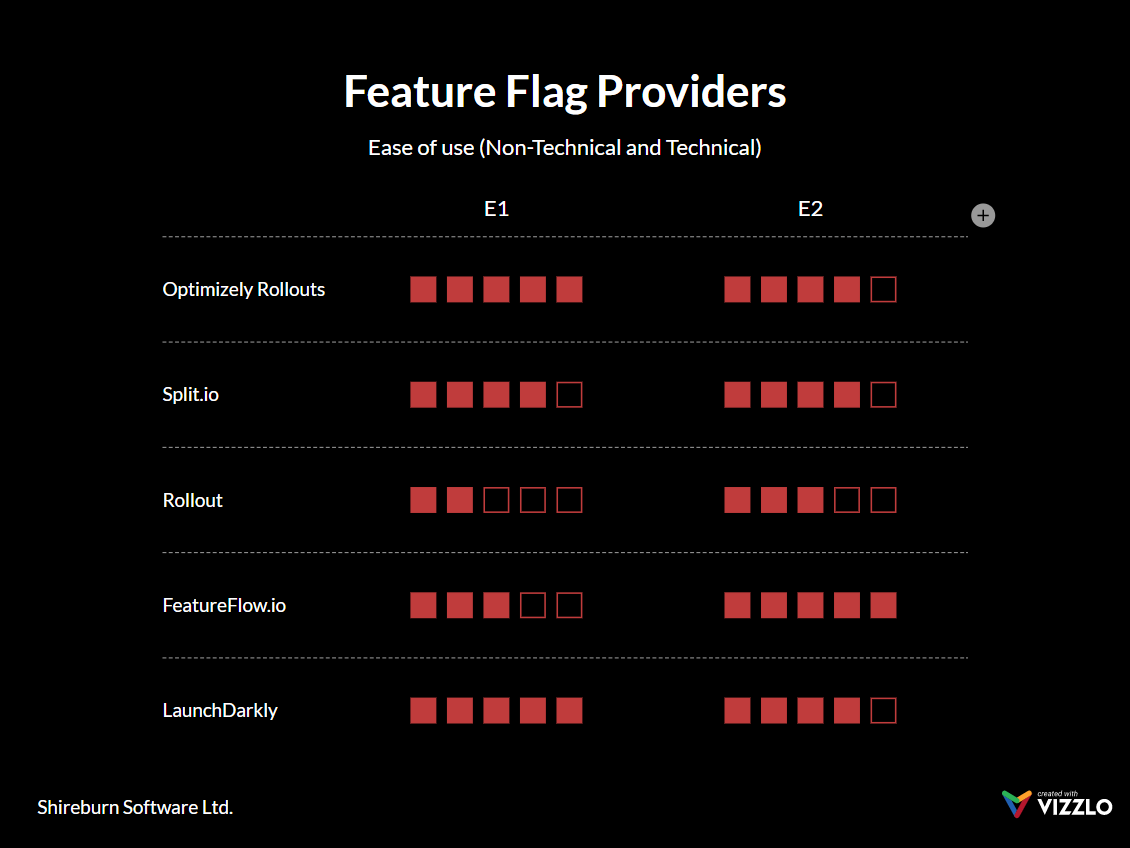 Feature Flag Providers
Ease of use (Non-Technical and Technical)
E1 E2
Optimizely Rollouts
Split.io
Rollout
FeatureFlow.io
LaunchDarkly
Shireburn Software Ltd.
created with
VIZZLO